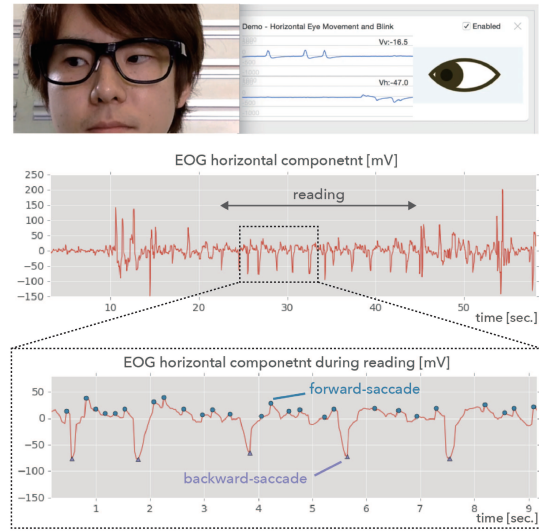 Demo - Horizontal Eye Movement and Blink
Enabled
Vv:-16.5
Vh:-47.0
EOG horizontal componetnt [mV]
reading
250
200
150
100
50
0
−50
−100
−150
10
20
30
40
50
time [sec.]
EOG horizontal componetnt during reading [mV]
forward-saccade
backward-saccade
50
0
−50
−100
−150
1
2
3
4
5
6
7
8
9
time [sec.]